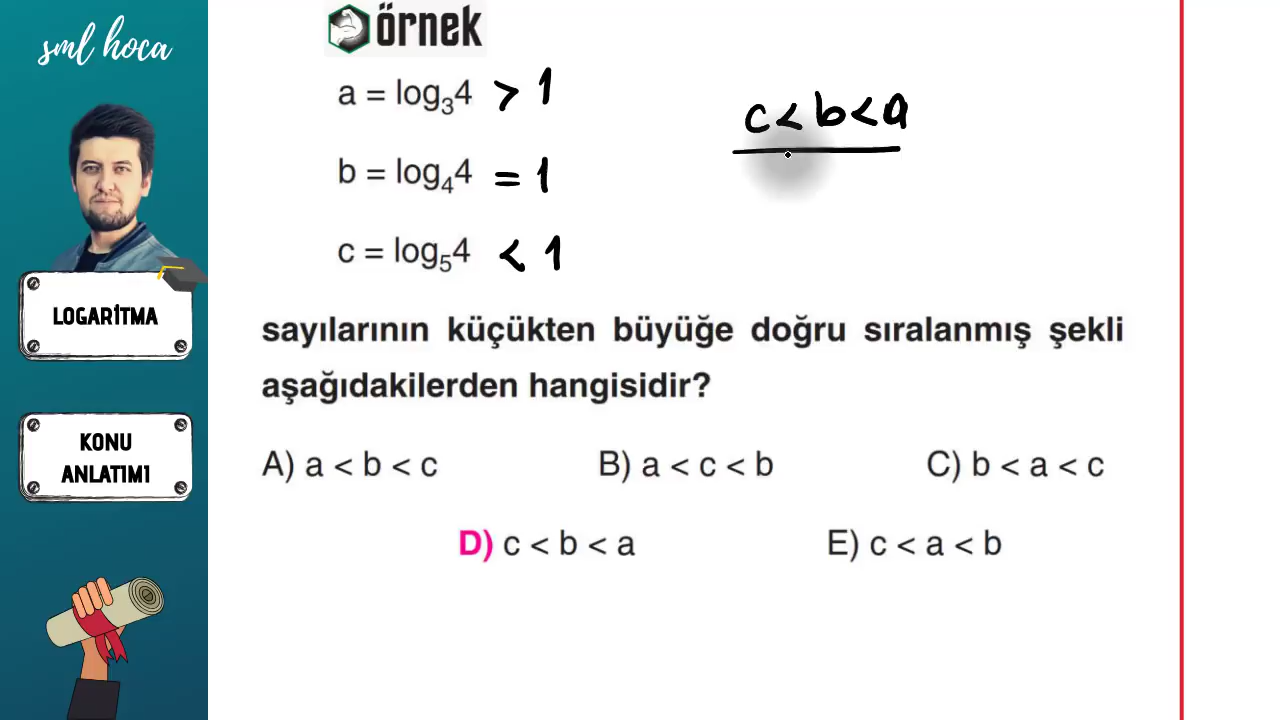 sml hoca
LOGARİTMA
KONU
ANLATIMI
örnek
a = log₃4 > 1
b = log₄4 = 1
c = log₅4 < 1
c < b < a
sayılarının küçükten büyüğe doğru sıralanmış şekli
aşağıdakilerden hangisidir?
A) a < b < c B) a < c < b C) b < a < c
D) c < b < a E) c < a < b